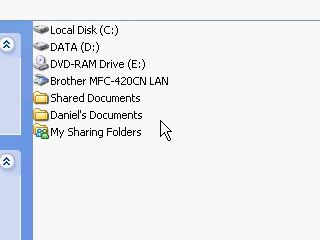 Local Disk (C:)
DATA (D:)
DVD-RAM Drive (E:)
Brother MFC-420CN LAN
Shared Documents
Daniel's Documents
My Sharing Folders